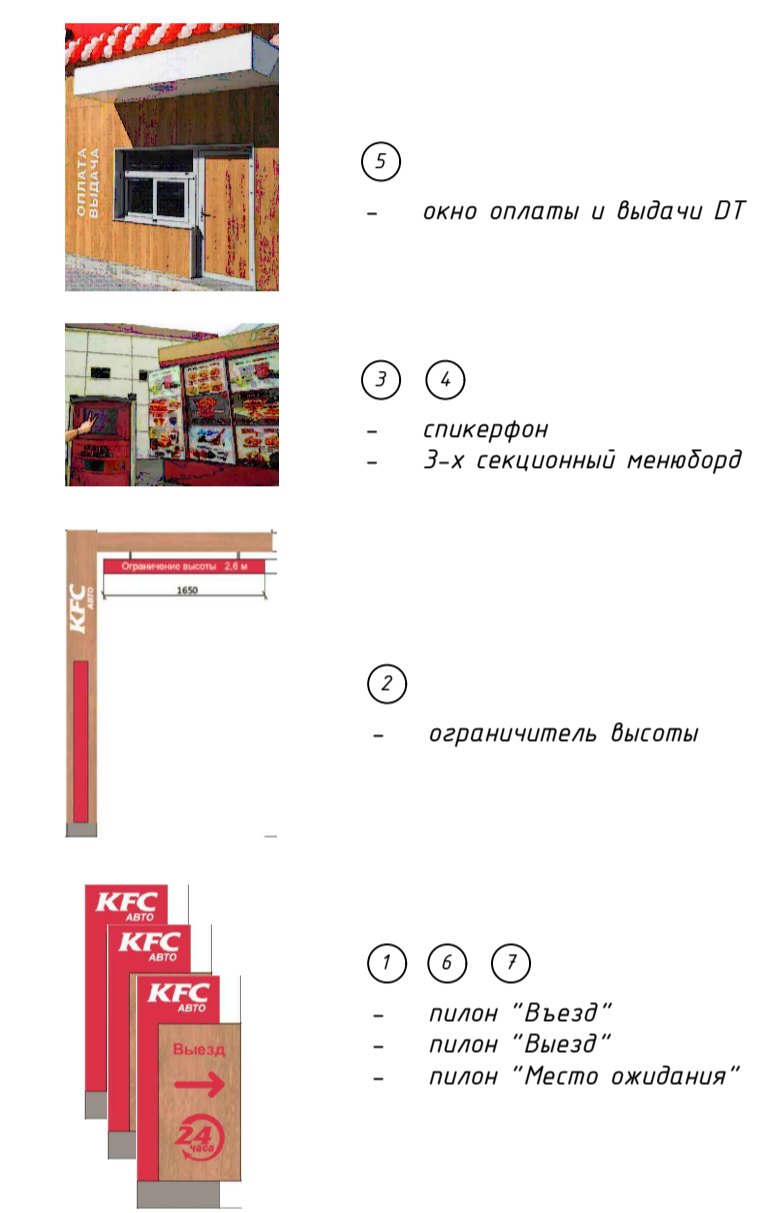 ОПЛАТА
ВЫДАЧА
5
- окно оплаты и выдачи DT
3 4
- спикерфон
- 3-х секционный менюборд
Ограничение высоты 2,6 м
1650
KFC
АВТО
2
- ограничитель высоты
KFC
АВТО
KFC
АВТО
KFC
АВТО
Выезд
24
часа
1 6 7
- пилон "Въезд"
- пилон "Выезд"
- пилон "Место ожидания"